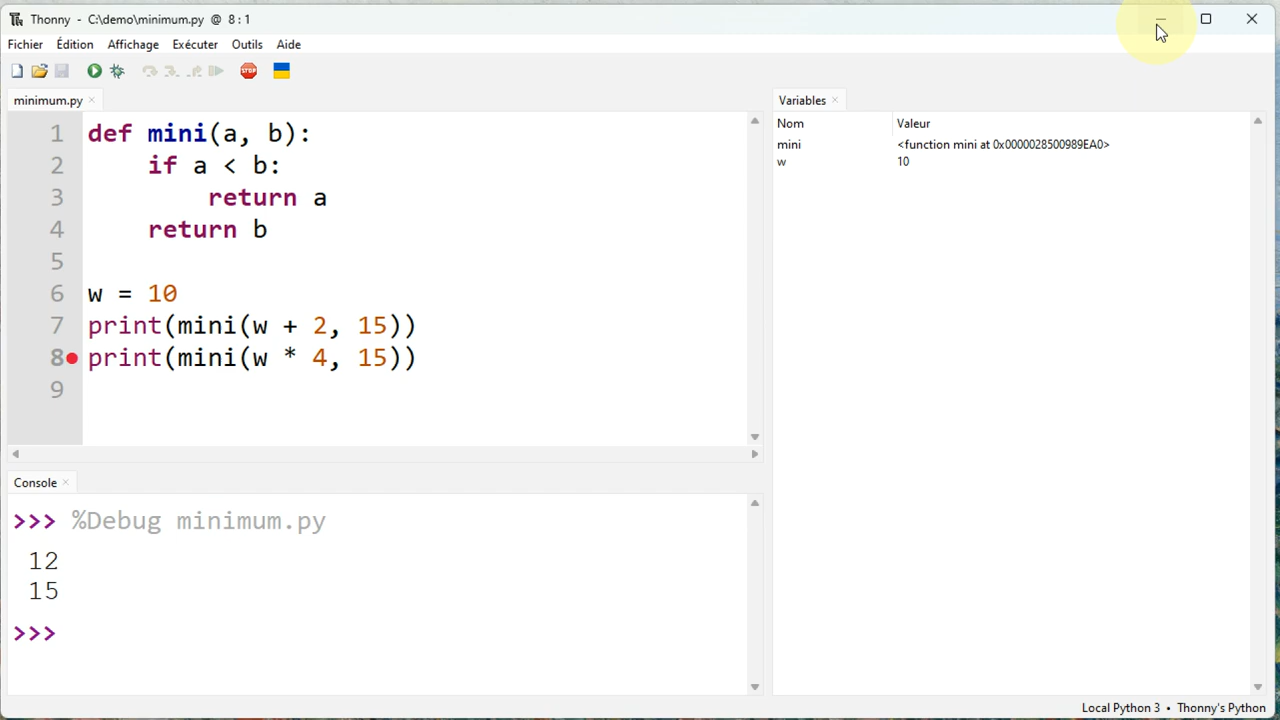 Thonny - C:\demo\minimum.py @ 8 : 1
Fichier Édition Affichage Exécuter Outils Aide
STOP
minimum.py ×
1 def mini(a, b):
2     if a < b:
3         return a
4     return b
5
6 w = 10
7 print(mini(w + 2, 15))
8 print(mini(w * 4, 15))
9
Console ×
>>> %Debug minimum.py
12
15
>>>
Variables ×
Nom Valeur
mini <function mini at 0x0000028500989EA0>
w 10
Local Python 3 • Thonny's Python